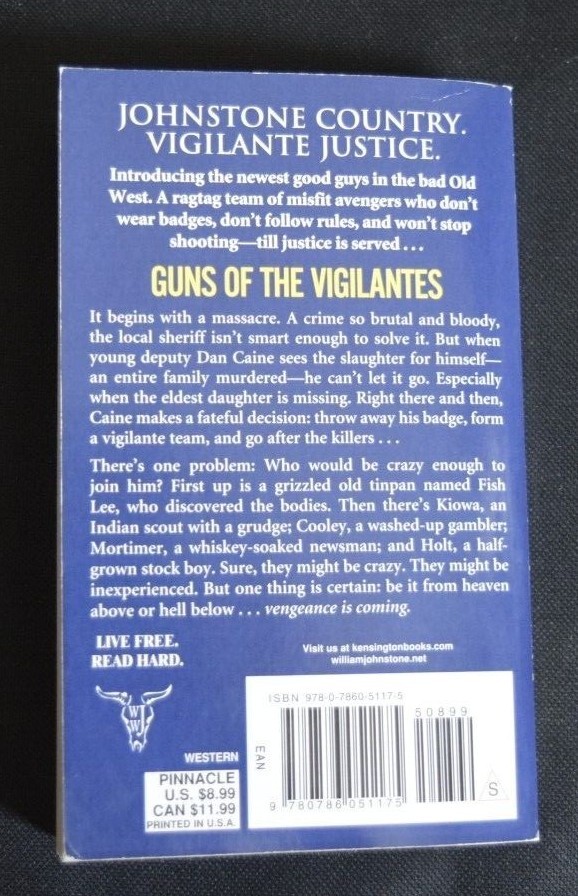 JOHNSTONE COUNTRY.
VIGILANTE JUSTICE.
Introducing the newest good guys in the bad Old
West. A ragtag team of misfit avengers who don't
wear badges, don't follow rules, and won't stop
shooting—till justice is served . . .
GUNS OF THE VIGILANTES
It begins with a massacre. A crime so brutal and bloody,
the local sheriff isn't smart enough to solve it. But when
young deputy Dan Caine sees the slaughter for himself—
an entire family murdered—he can't let it go. Especially
when the eldest daughter is missing. Right there and then,
Caine makes a fateful decision: throw away his badge, form
a vigilante team, and go after the killers . . .
There's one problem: Who would be crazy enough to
join him? First up is a grizzled old tinpan named Fish
Lee, who discovered the bodies. Then there's Kiowa, an
Indian scout with a grudge; Cooley, a washed-up gambler;
Mortimer, a whiskey-soaked newsman; and Holt, a half-
grown stock boy. Sure, they might be crazy. They might be
inexperienced. But one thing is certain: be it from heaven
above or hell below . . . vengeance is coming.
LIVE FREE.
READ HARD.
Visit us at kensingtonbooks.com
williamjohnstone.net
WWJ
WESTERN
PINNACLE
U.S. $8.99
CAN $11.99
PRINTED IN U.S.A.
ISBN 978-0-7860-5117-5
50899
EAN
9 780786 051175
S